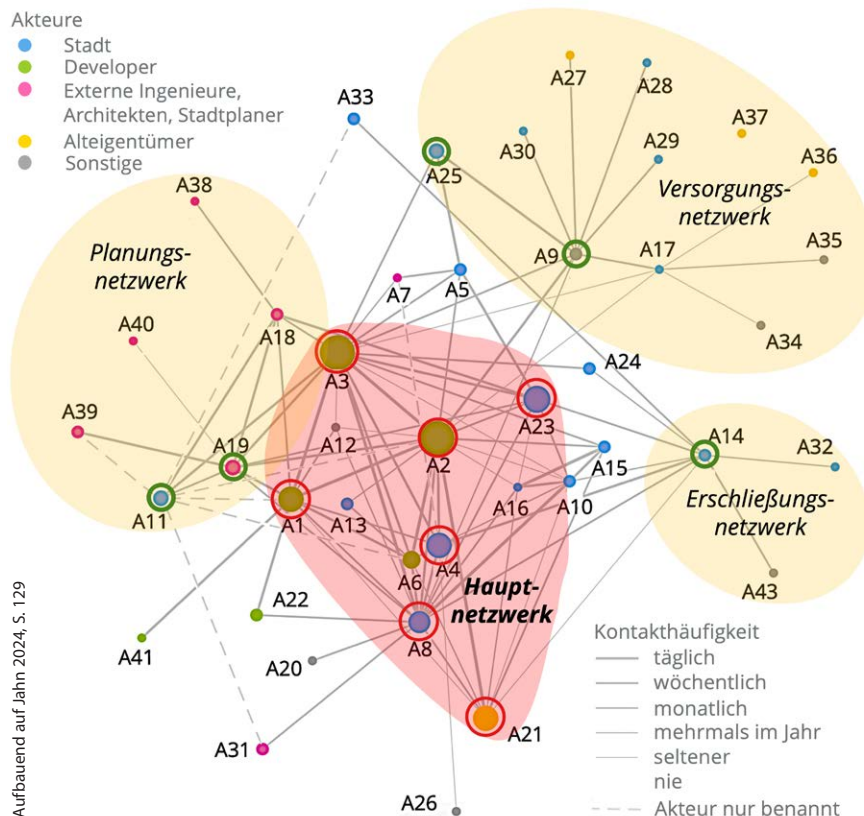 Akteure
Stadt
Developer
Externe Ingenieure,
Architekten, Stadtplaner
Alteigentümer
Sonstige
A33
A27
A28
A37
A30
A29
A36
A25
Versorgungs-
netzwerk
A38
Planungs-
netzwerk
A9
A17
A35
A7
A5
A40
A18
A34
A3
A24
A39
A19
A12
A23
A14
A32
A2
A15
A11
A1
A13
A16
A10
Erschließungs-
netzwerk
A6
A4
Haupt-
netzwerk
A43
A22
A8
A41
A20
A21
A31
A26
Kontakthäufigkeit
täglich
wöchentlich
monatlich
mehrmals im Jahr
seltener
nie
Akteur nur benannt
Aufbauend auf Jahn 2024, S. 129